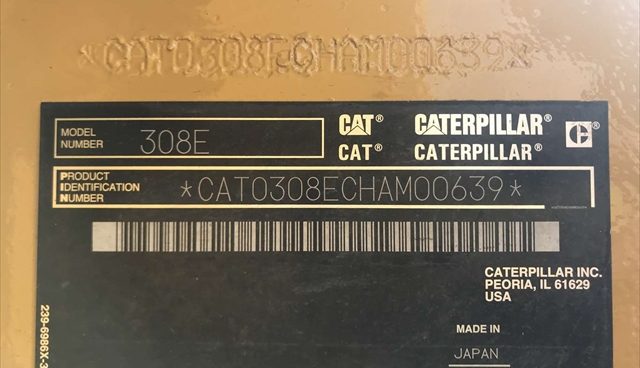 *CAT0308ECHAM00639*
MODEL NUMBER 308E
CAT® CATERPILLAR® C®
CAT® CATERPILLAR®
PRODUCT IDENTIFICATION NUMBER *CAT0308ECHAM00639*
CATERPILLAR INC.
PEORIA, IL 61629
USA
MADE IN
JAPAN